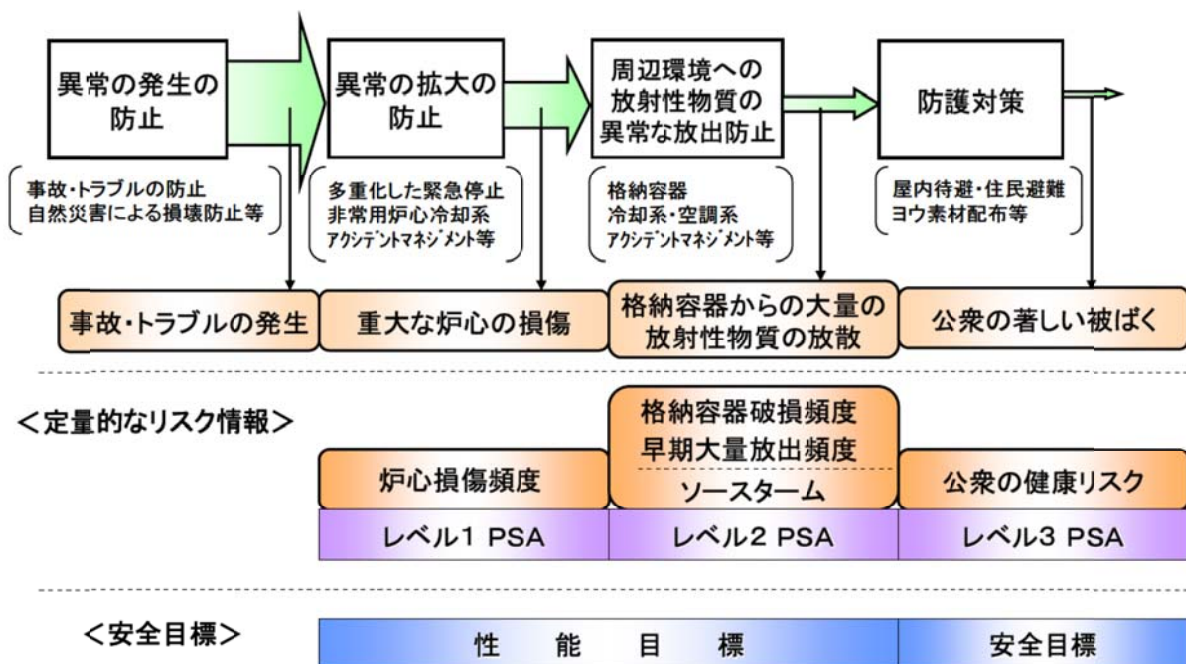 異常の発生の
防止
異常の拡大の
防止
周辺環境への
放射性物質の
異常な放出防止
防護対策
事故・トラブルの防止
自然災害による損壊防止等
多重化した緊急停止
非常用炉心冷却系
ｱｸｼﾃﾞﾝﾄﾏﾈｼﾞﾒﾝﾄ等
格納容器
冷却系・空調系
ｱｸｼﾃﾞﾝﾄﾏﾈｼﾞﾒﾝﾄ等
屋内待避・住民避難
ヨウ素材配布等
事故・トラブルの発生
重大な炉心の損傷
格納容器からの大量の
放射性物質の放散
公衆の著しい被ばく
＜定量的なリスク情報＞
炉心損傷頻度
格納容器破損頻度
早期大量放出頻度
ソースターム
公衆の健康リスク
レベル1 PSA
レベル2 PSA
レベル3 PSA
＜安全目標＞
性 能 目 標
安全目標